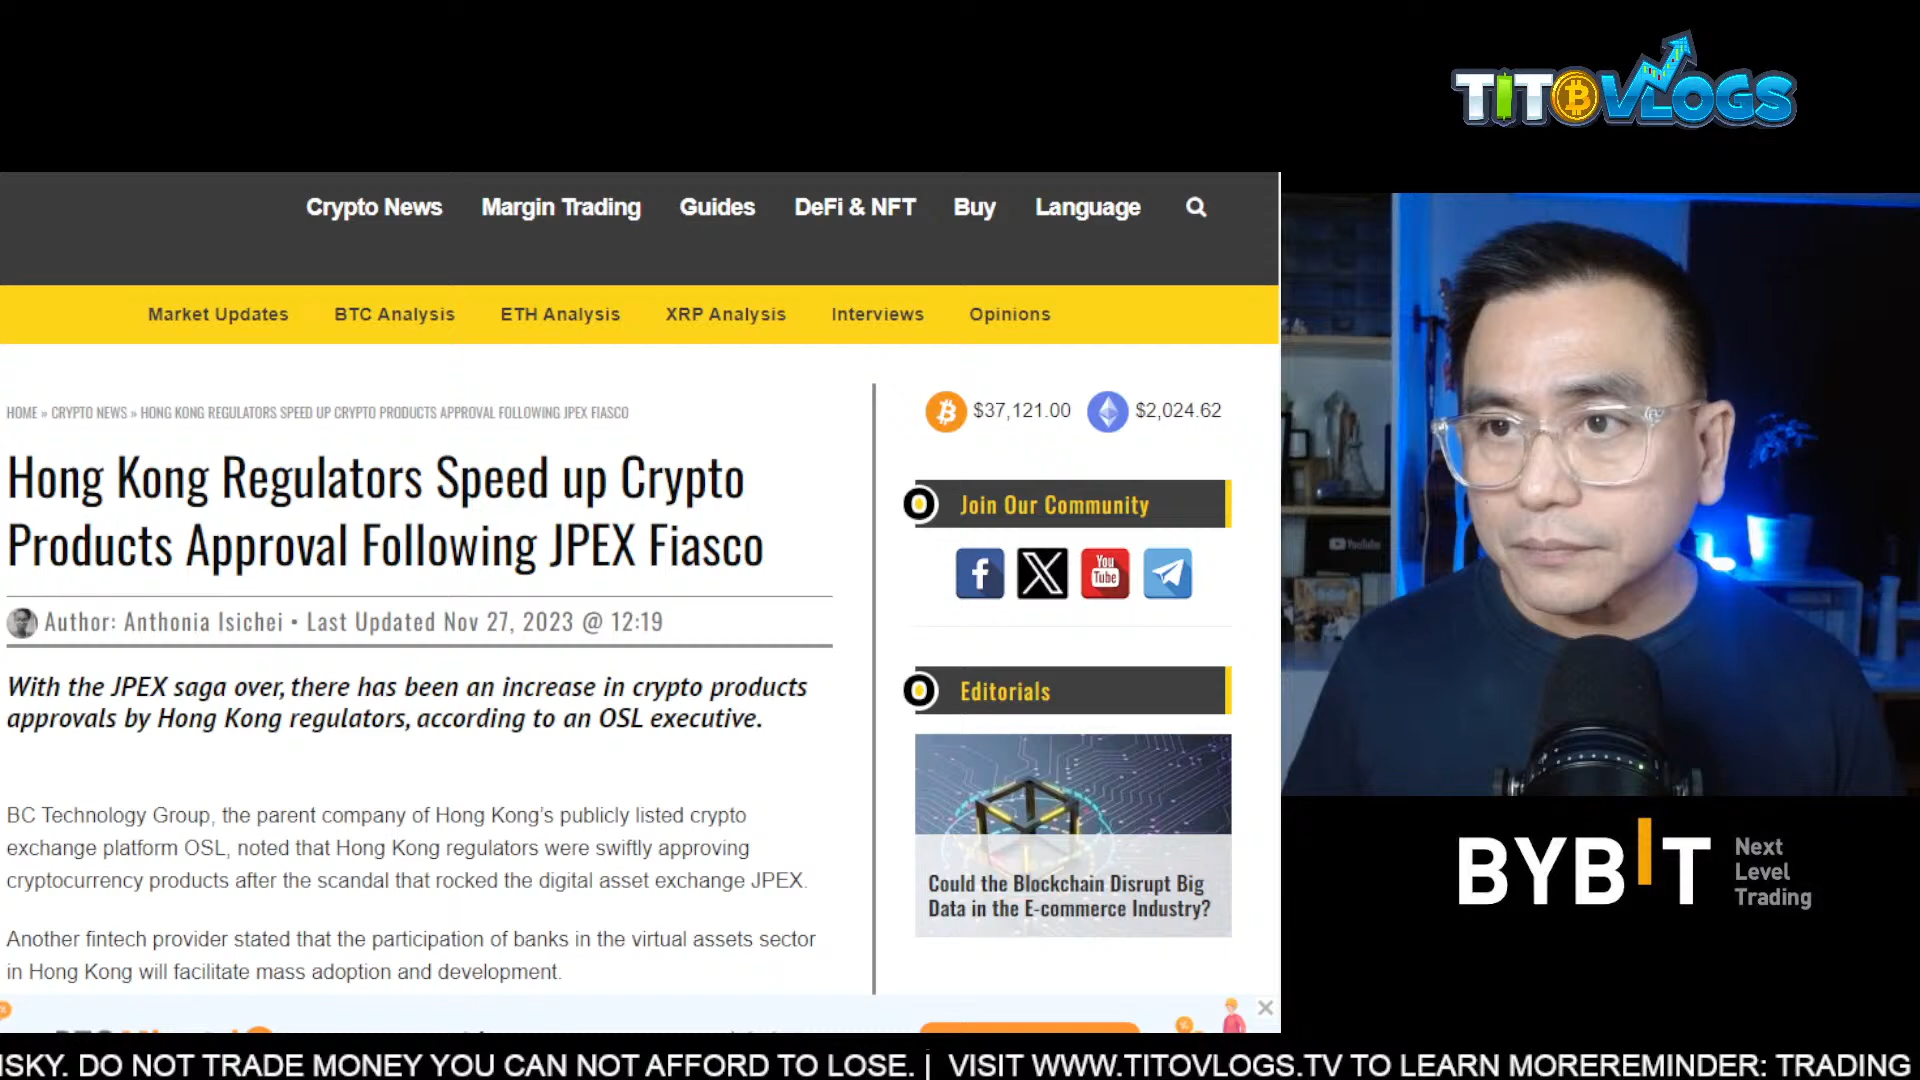 TITOVLOGS
Crypto News Margin Trading Guides DeFi & NFT Buy Language
Market Updates BTC Analysis ETH Analysis XRP Analysis Interviews Opinions
HOME » CRYPTO NEWS » HONG KONG REGULATORS SPEED UP CRYPTO PRODUCTS APPROVAL FOLLOWING JPEX FIASCO
Hong Kong Regulators Speed up Crypto
Products Approval Following JPEX Fiasco
Author: Anthonia Isichei • Last Updated Nov 27, 2023 @ 12:19
With the JPEX saga over, there has been an increase in crypto products
approvals by Hong Kong regulators, according to an OSL executive.
BC Technology Group, the parent company of Hong Kong’s publicly listed crypto
exchange platform OSL, noted that Hong Kong regulators were swiftly approving
cryptocurrency products after the scandal that rocked the digital asset exchange JPEX.
Another fintech provider stated that the participation of banks in the virtual assets sector
in Hong Kong will facilitate mass adoption and development.
$37,121.00 $2,024.62
Join Our Community
You
Tube
Editorials
Could the Blockchain Disrupt Big
Data in the E-commerce Industry?
YouTube
BYBIT
Next
Level
Trading
ISKY. DO NOT TRADE MONEY YOU CAN NOT AFFORD TO LOSE. | VISIT WWW.TITOVLOGS.TV TO LEARN MOREREMINDER: TRADING